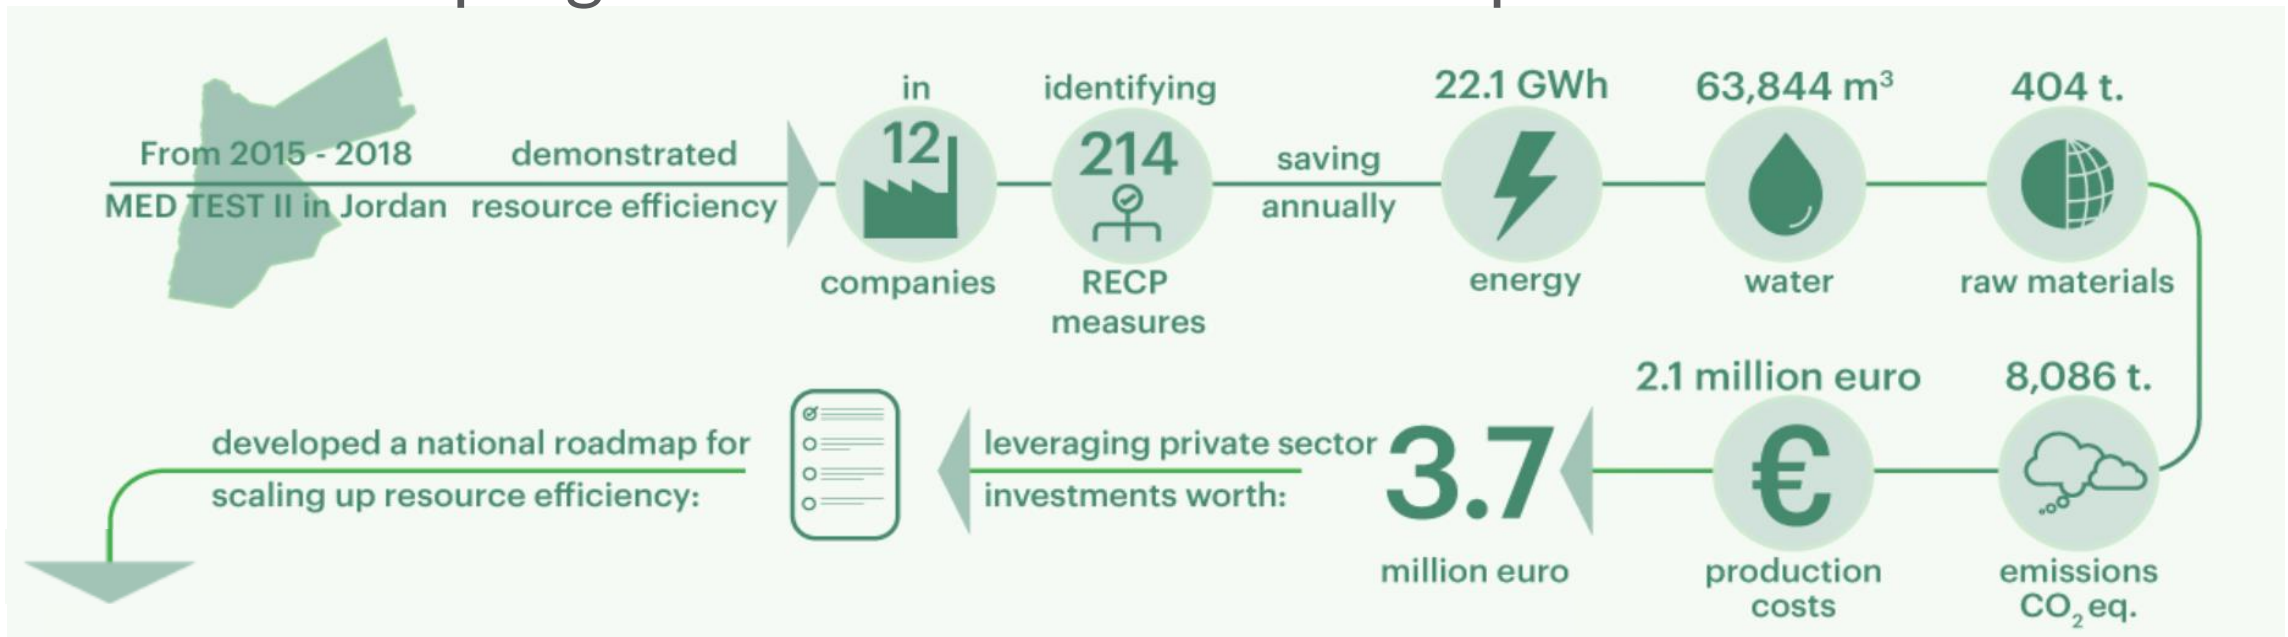 From 2015 - 2018
MED TEST II in Jordan
demonstrated
resource efficiency
in
12
companies
identifying
214
RECP
measures
saving
annually
22.1 GWh
energy
63,844 m³
water
404 t.
raw materials
8,086 t.
emissions
CO₂ eq.
2.1 million euro
€
production
costs
3.7
million euro
leveraging private sector
investments worth:
developed a national roadmap for
scaling up resource efficiency: